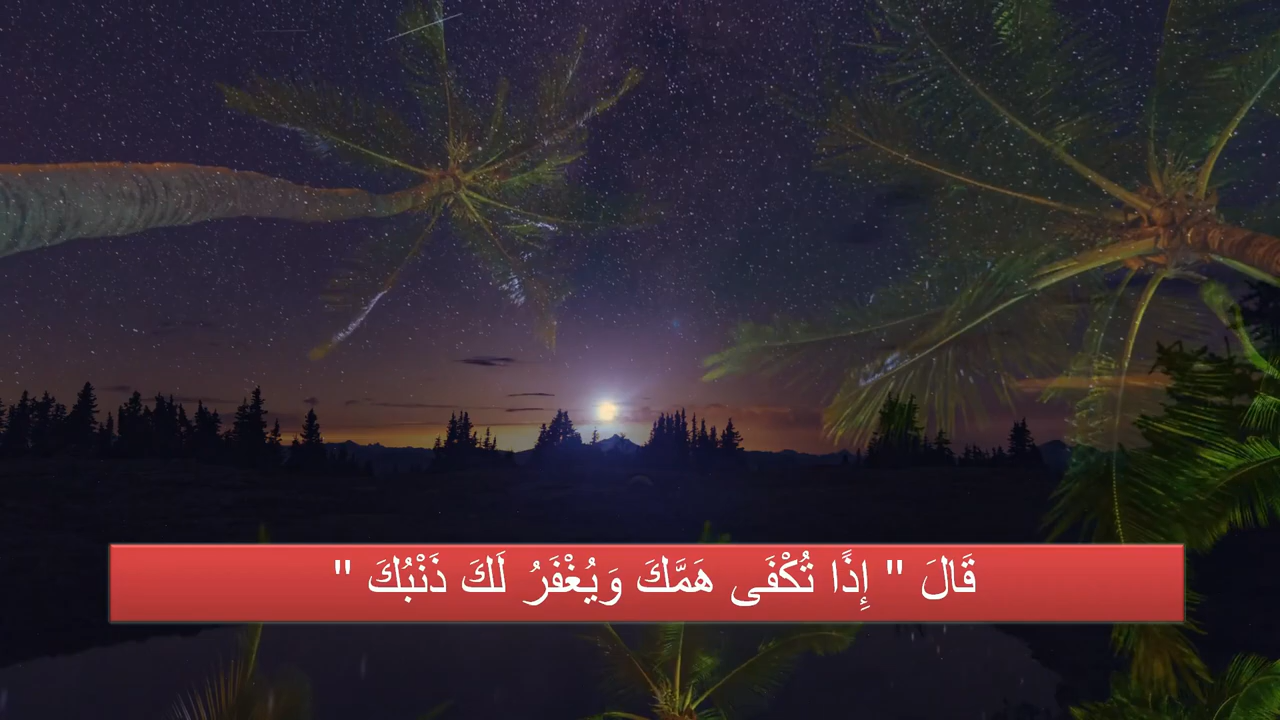 قَالَ " إِذًا تُكْفَى هَمَّكَ وَيُغْفَرُ لَكَ ذَنْبُكَ "